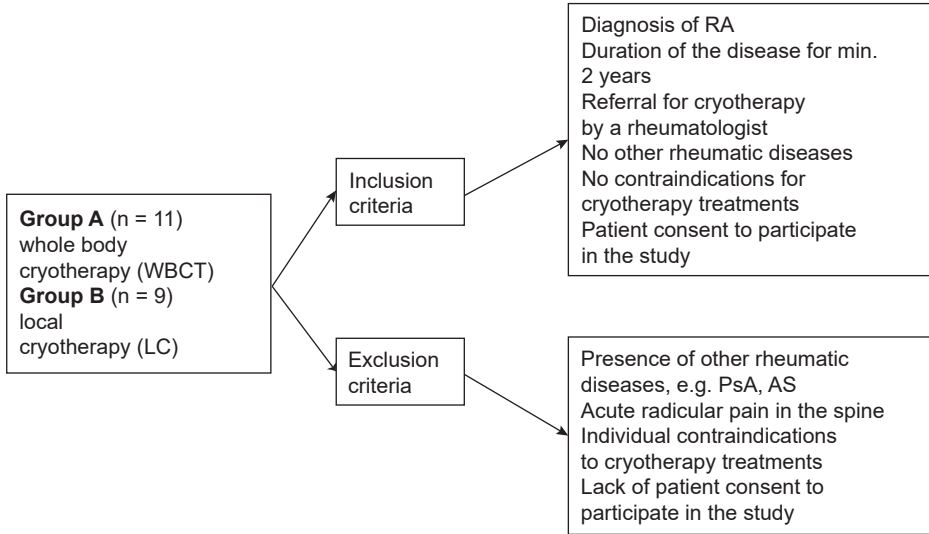 Group A (n = 11)
whole body
cryotherapy (WBCT)
Group B (n = 9)
local
cryotherapy (LC)
Inclusion
criteria
Exclusion
criteria
Diagnosis of RA
Duration of the disease for min.
2 years
Referral for cryotherapy
by a rheumatologist
No other rheumatic diseases
No contraindications for
cryotherapy treatments
Patient consent to participate
in the study
Presence of other rheumatic
diseases, e.g. PsA, AS
Acute radicular pain in the spine
Individual contraindications
to cryotherapy treatments
Lack of patient consent to
participate in the study